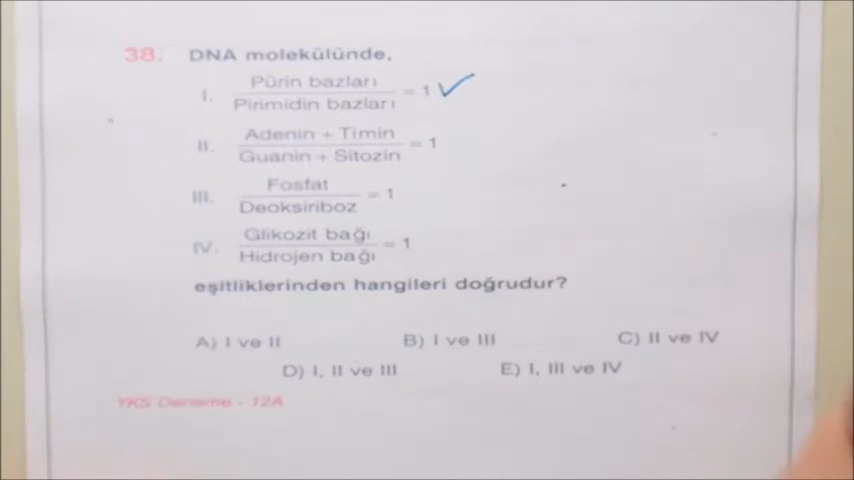 38. DNA molekülünde,
I. Pürin bazları / Pirimidin bazları = 1
II. Adenin + Timin / Guanin + Sitozin = 1
III. Fosfat / Deoksiriboz = 1
IV. Glikozit bağı / Hidrojen bağı = 1
eşitliklerinden hangileri doğrudur?
A) I ve II B) I ve III C) II ve IV
D) I, II ve III E) I, III ve IV
YKS Deneme - 12A